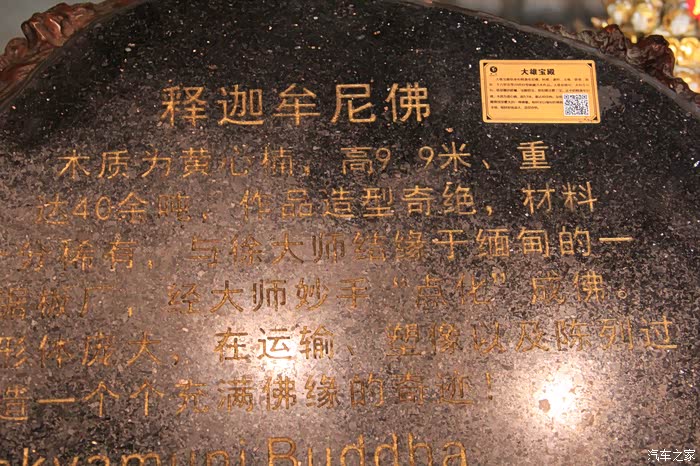 释迦牟尼佛
大雄宝殿
木质为黄心楠，高9.9米、重
达40余吨，作品造型奇绝，材料
十分稀有，与徐大师结缘于缅甸的一
锯板厂，经大师妙手“点化”成佛。
形体庞大，在运输、塑像以及陈列过
造一个个充满佛缘的奇迹！
kyamuni Buddha
汽车之家